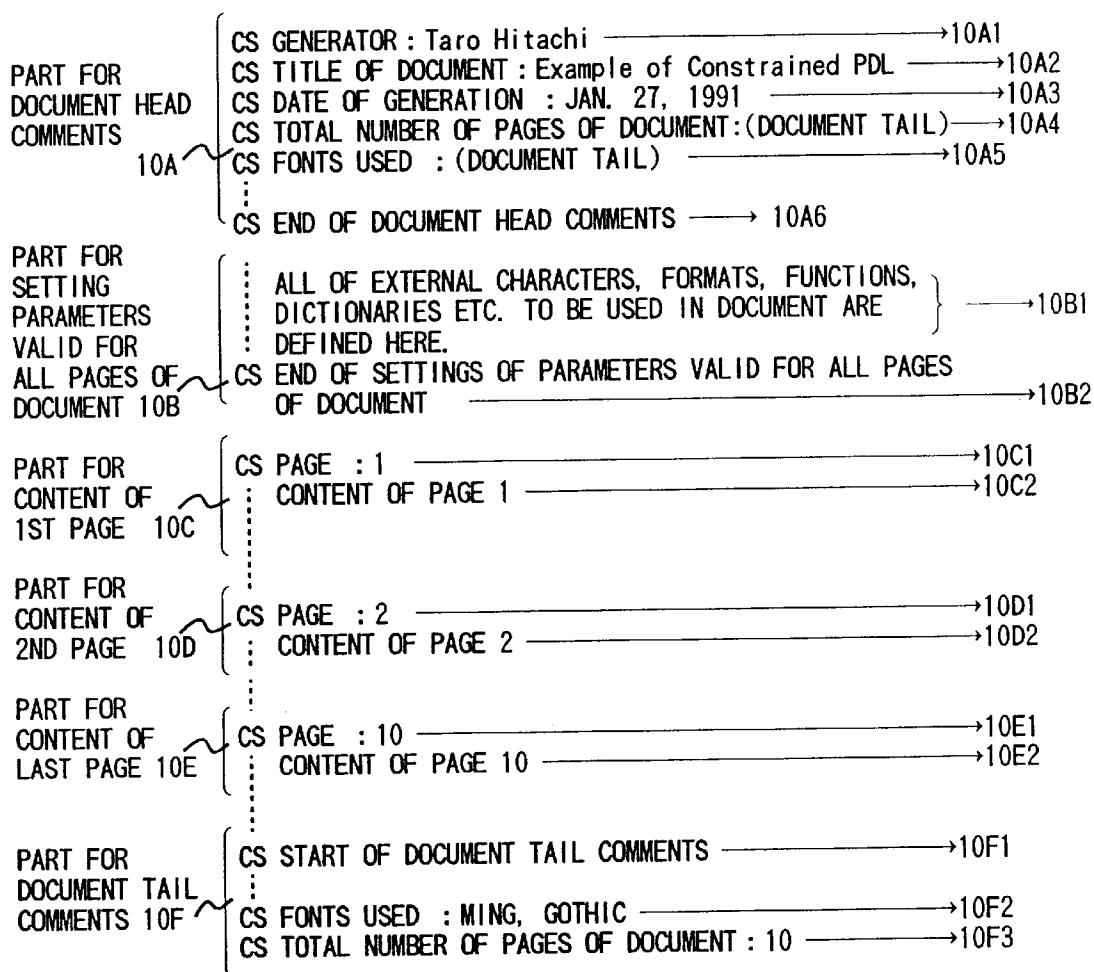 CS GENERATOR : Taro Hitachi 10A1
PART FOR CS TITLE OF DOCUMENT : Example of Constrained PDL 10A2
DOCUMENT HEAD CS DATE OF GENERATION : JAN. 27, 1991 10A3
COMMENTS CS TOTAL NUMBER OF PAGES OF DOCUMENT:(DOCUMENT TAIL) 10A4
10A CS FONTS USED : (DOCUMENT TAIL) 10A5
CS END OF DOCUMENT HEAD COMMENTS 10A6
PART FOR
SETTING ALL OF EXTERNAL CHARACTERS, FORMATS, FUNCTIONS,
PARAMETERS DICTIONARIES ETC. TO BE USED IN DOCUMENT ARE 10B1
VALID FOR DEFINED HERE.
ALL PAGES OF CS END OF SETTINGS OF PARAMETERS VALID FOR ALL PAGES
DOCUMENT 10B OF DOCUMENT 10B2
PART FOR CS PAGE : 1 10C1
CONTENT OF CONTENT OF PAGE 1 10C2
1ST PAGE 10C
PART FOR
CONTENT OF CS PAGE : 2 10D1
2ND PAGE 10D CONTENT OF PAGE 2 10D2
PART FOR
CONTENT OF CS PAGE : 10 10E1
LAST PAGE 10E CONTENT OF PAGE 10 10E2
PART FOR CS START OF DOCUMENT TAIL COMMENTS 10F1
DOCUMENT TAIL
COMMENTS 10F CS FONTS USED : MING, GOTHIC 10F2
CS TOTAL NUMBER OF PAGES OF DOCUMENT : 10 10F3